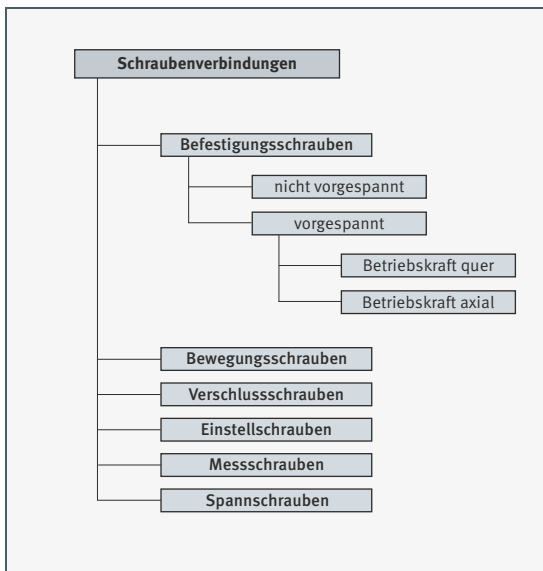 Schraubenverbindungen
Befestigungsschrauben
nicht vorgespannt
vorgespannt
Betriebskraft quer
Betriebskraft axial
Bewegungsschrauben
Verschlussschrauben
Einstellschrauben
Messschrauben
Spannschrauben